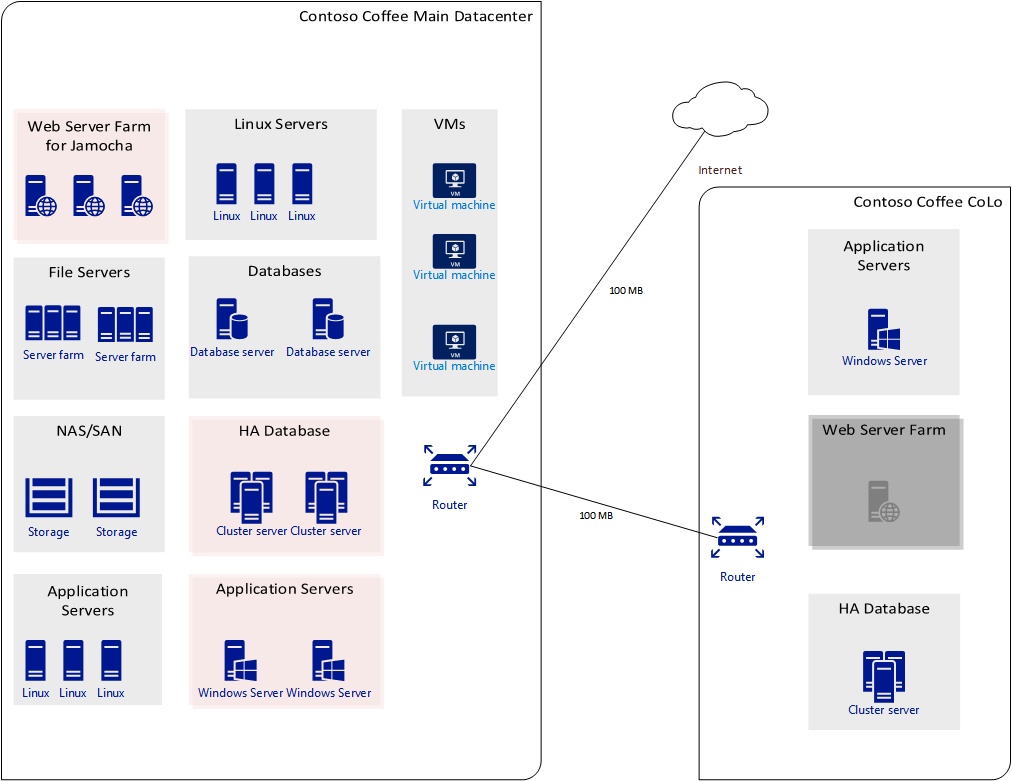 Contoso Coffee Main Datacenter
Web Server Farm
for Jamocha
Linux Servers
Linux Linux Linux
VMs
VM
Virtual machine
VM
Virtual machine
VM
Virtual machine
File Servers
Server farm Server farm
Databases
Database server Database server
NAS/SAN
Storage Storage
HA Database
Cluster server Cluster server
Router
Application
Servers
Linux Linux Linux
Application Servers
Windows Server Windows Server
Internet
100 MB
100 MB
Contoso Coffee CoLo
Application
Servers
Windows Server
Web Server Farm
Router
HA Database
Cluster server